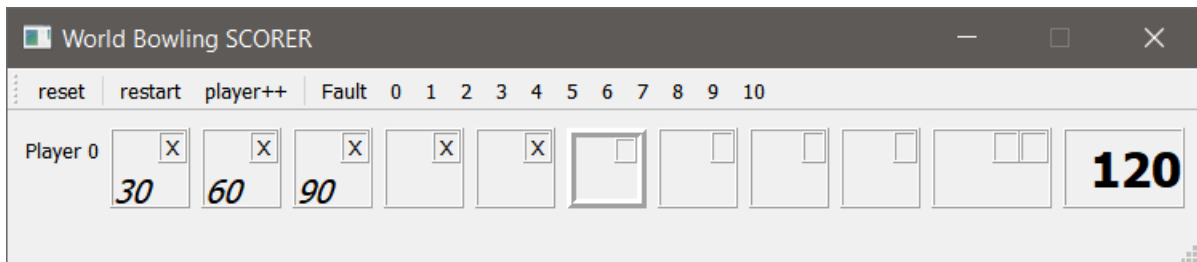 World Bowling SCORER
reset restart player++ Fault 0 1 2 3 4 5 6 7 8 9 10
Player 0 X X X X X
30 60 90 120